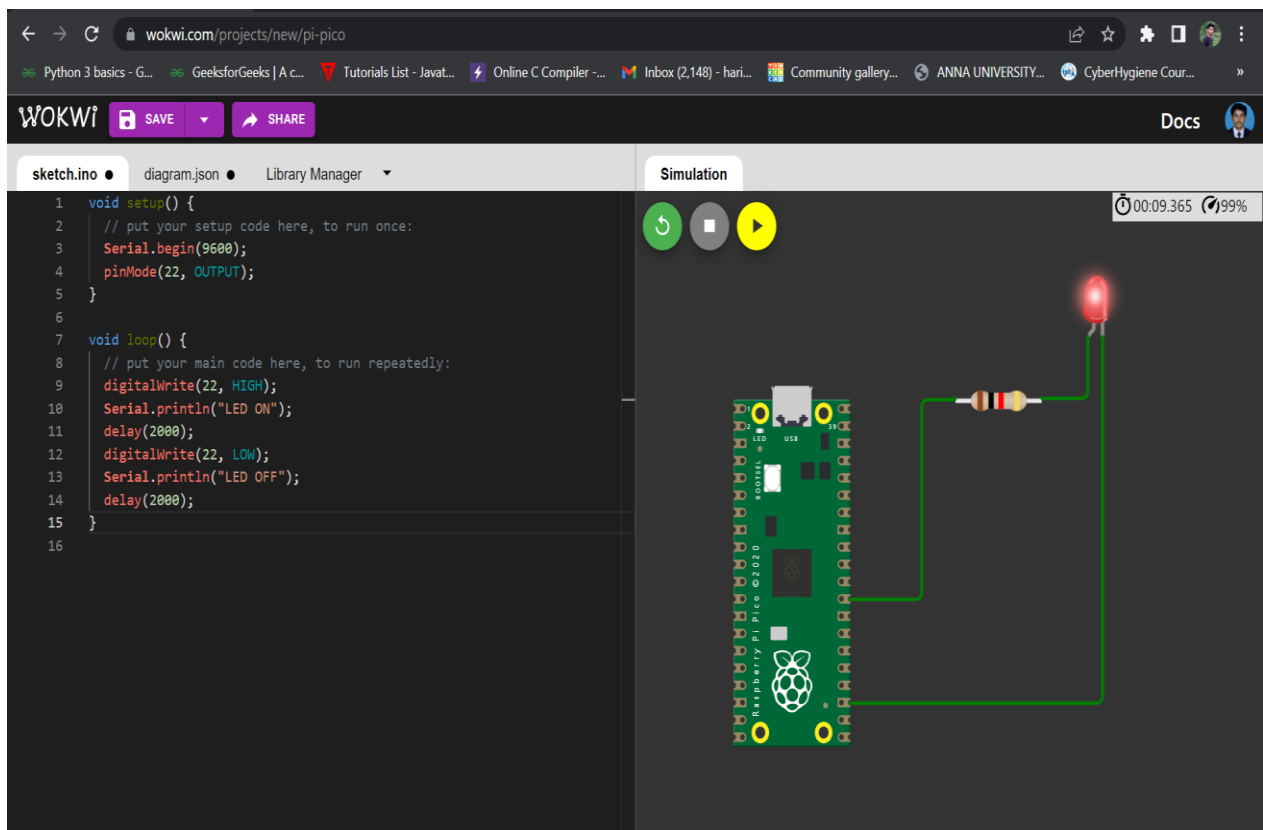 wokwi.com/projects/new/pi-pico
Python 3 basics - G... GeeksforGeeks | A c... Tutorials List - Javat... Online C Compiler -... Inbox (2,148) - hari... Community gallery... ANNA UNIVERSITY... CyberHygiene Cour... »
WOKWi SAVE SHARE Docs
sketch.ino ● diagram.json ● Library Manager Simulation
00:09.365 99%
1 void setup() {
2 // put your setup code here, to run once:
3 Serial.begin(9600);
4 pinMode(22, OUTPUT);
5 }
6
7 void loop() {
8 // put your main code here, to run repeatedly:
9 digitalWrite(22, HIGH);
10 Serial.println("LED ON");
11 delay(2000);
12 digitalWrite(22, LOW);
13 Serial.println("LED OFF");
14 delay(2000);
15 }
16
1
2 39
LED USB
BOOTSEL
Raspberry Pi Pico ©2020